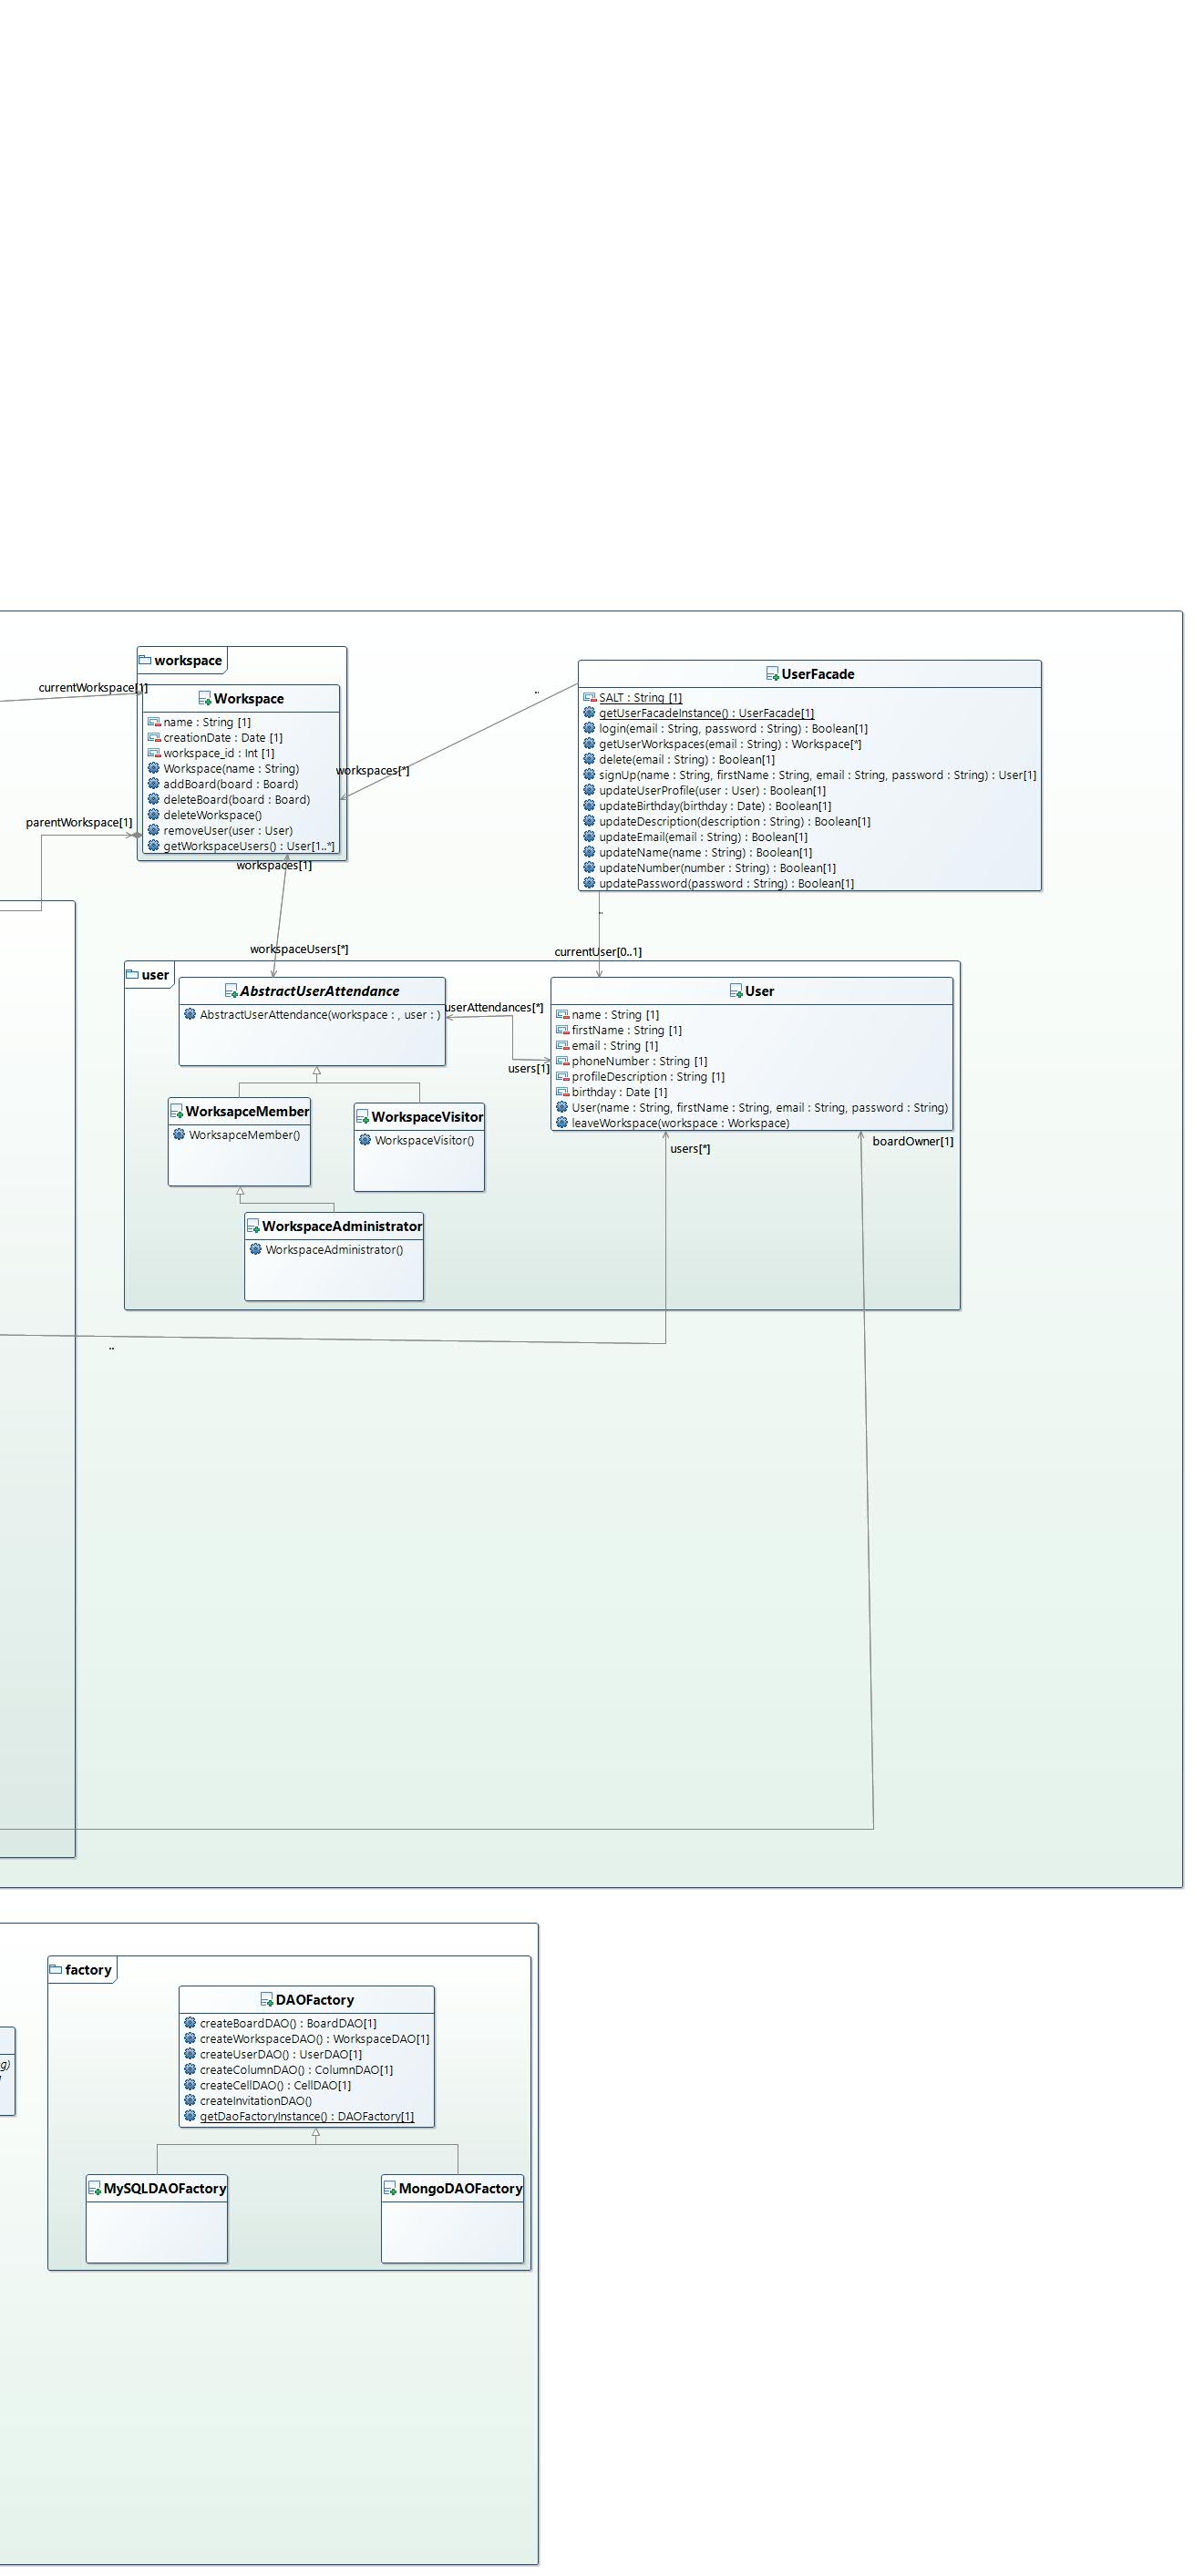 workspace
currentWorkspace[1]
Workspace
name : String [1]
creationDate : Date [1]
workspace_id : Int [1]
Workspace(name : String)
addBoard(board : Board)
deleteBoard(board : Board)
deleteWorkspace()
removeUser(user : User)
getWorkspaceUsers() : User[1..*]
parentWorkspace[1]
workspaces[*]
..
UserFacade
SALT : String [1]
getUserFacadeInstance() : UserFacade[1]
login(email : String, password : String) : Boolean[1]
getUserWorkspaces(email : String) : Workspace[*]
delete(email : String) : Boolean[1]
signUp(name : String, firstName : String, email : String, password : String) : User[1]
updateUserProfile(user : User) : Boolean[1]
updateBirthday(birthday : Date) : Boolean[1]
updateDescription(description : String) : Boolean[1]
updateEmail(email : String) : Boolean[1]
updateName(name : String) : Boolean[1]
updateNumber(number : String) : Boolean[1]
updatePassword(password : String) : Boolean[1]
workspaces[1]
..
workspaceUsers[*]
currentUser[0..1]
user
AbstractUserAttendance
AbstractUserAttendance(workspace : , user : )
userAttendances[*]
users[1]
User
name : String [1]
firstName : String [1]
email : String [1]
phoneNumber : String [1]
profileDescription : String [1]
birthday : Date [1]
User(name : String, firstName : String, email : String, password : String)
leaveWorkspace(workspace : Workspace)
WorksapceMember
WorksapceMember()
WorkspaceVisitor
WorkspaceVisitor()
users[*]
boardOwner[1]
WorkspaceAdministrator
WorkspaceAdministrator()
..
factory
DAOFactory
createBoardDAO() : BoardDAO[1]
createWorkspaceDAO() : WorkspaceDAO[1]
createUserDAO() : UserDAO[1]
createColumnDAO() : ColumnDAO[1]
createCellDAO() : CellDAO[1]
createInvitationDAO()
getDaoFactoryInstance() : DAOFactory[1]
g)
MySQLDAOFactory
MongoDAOFactory